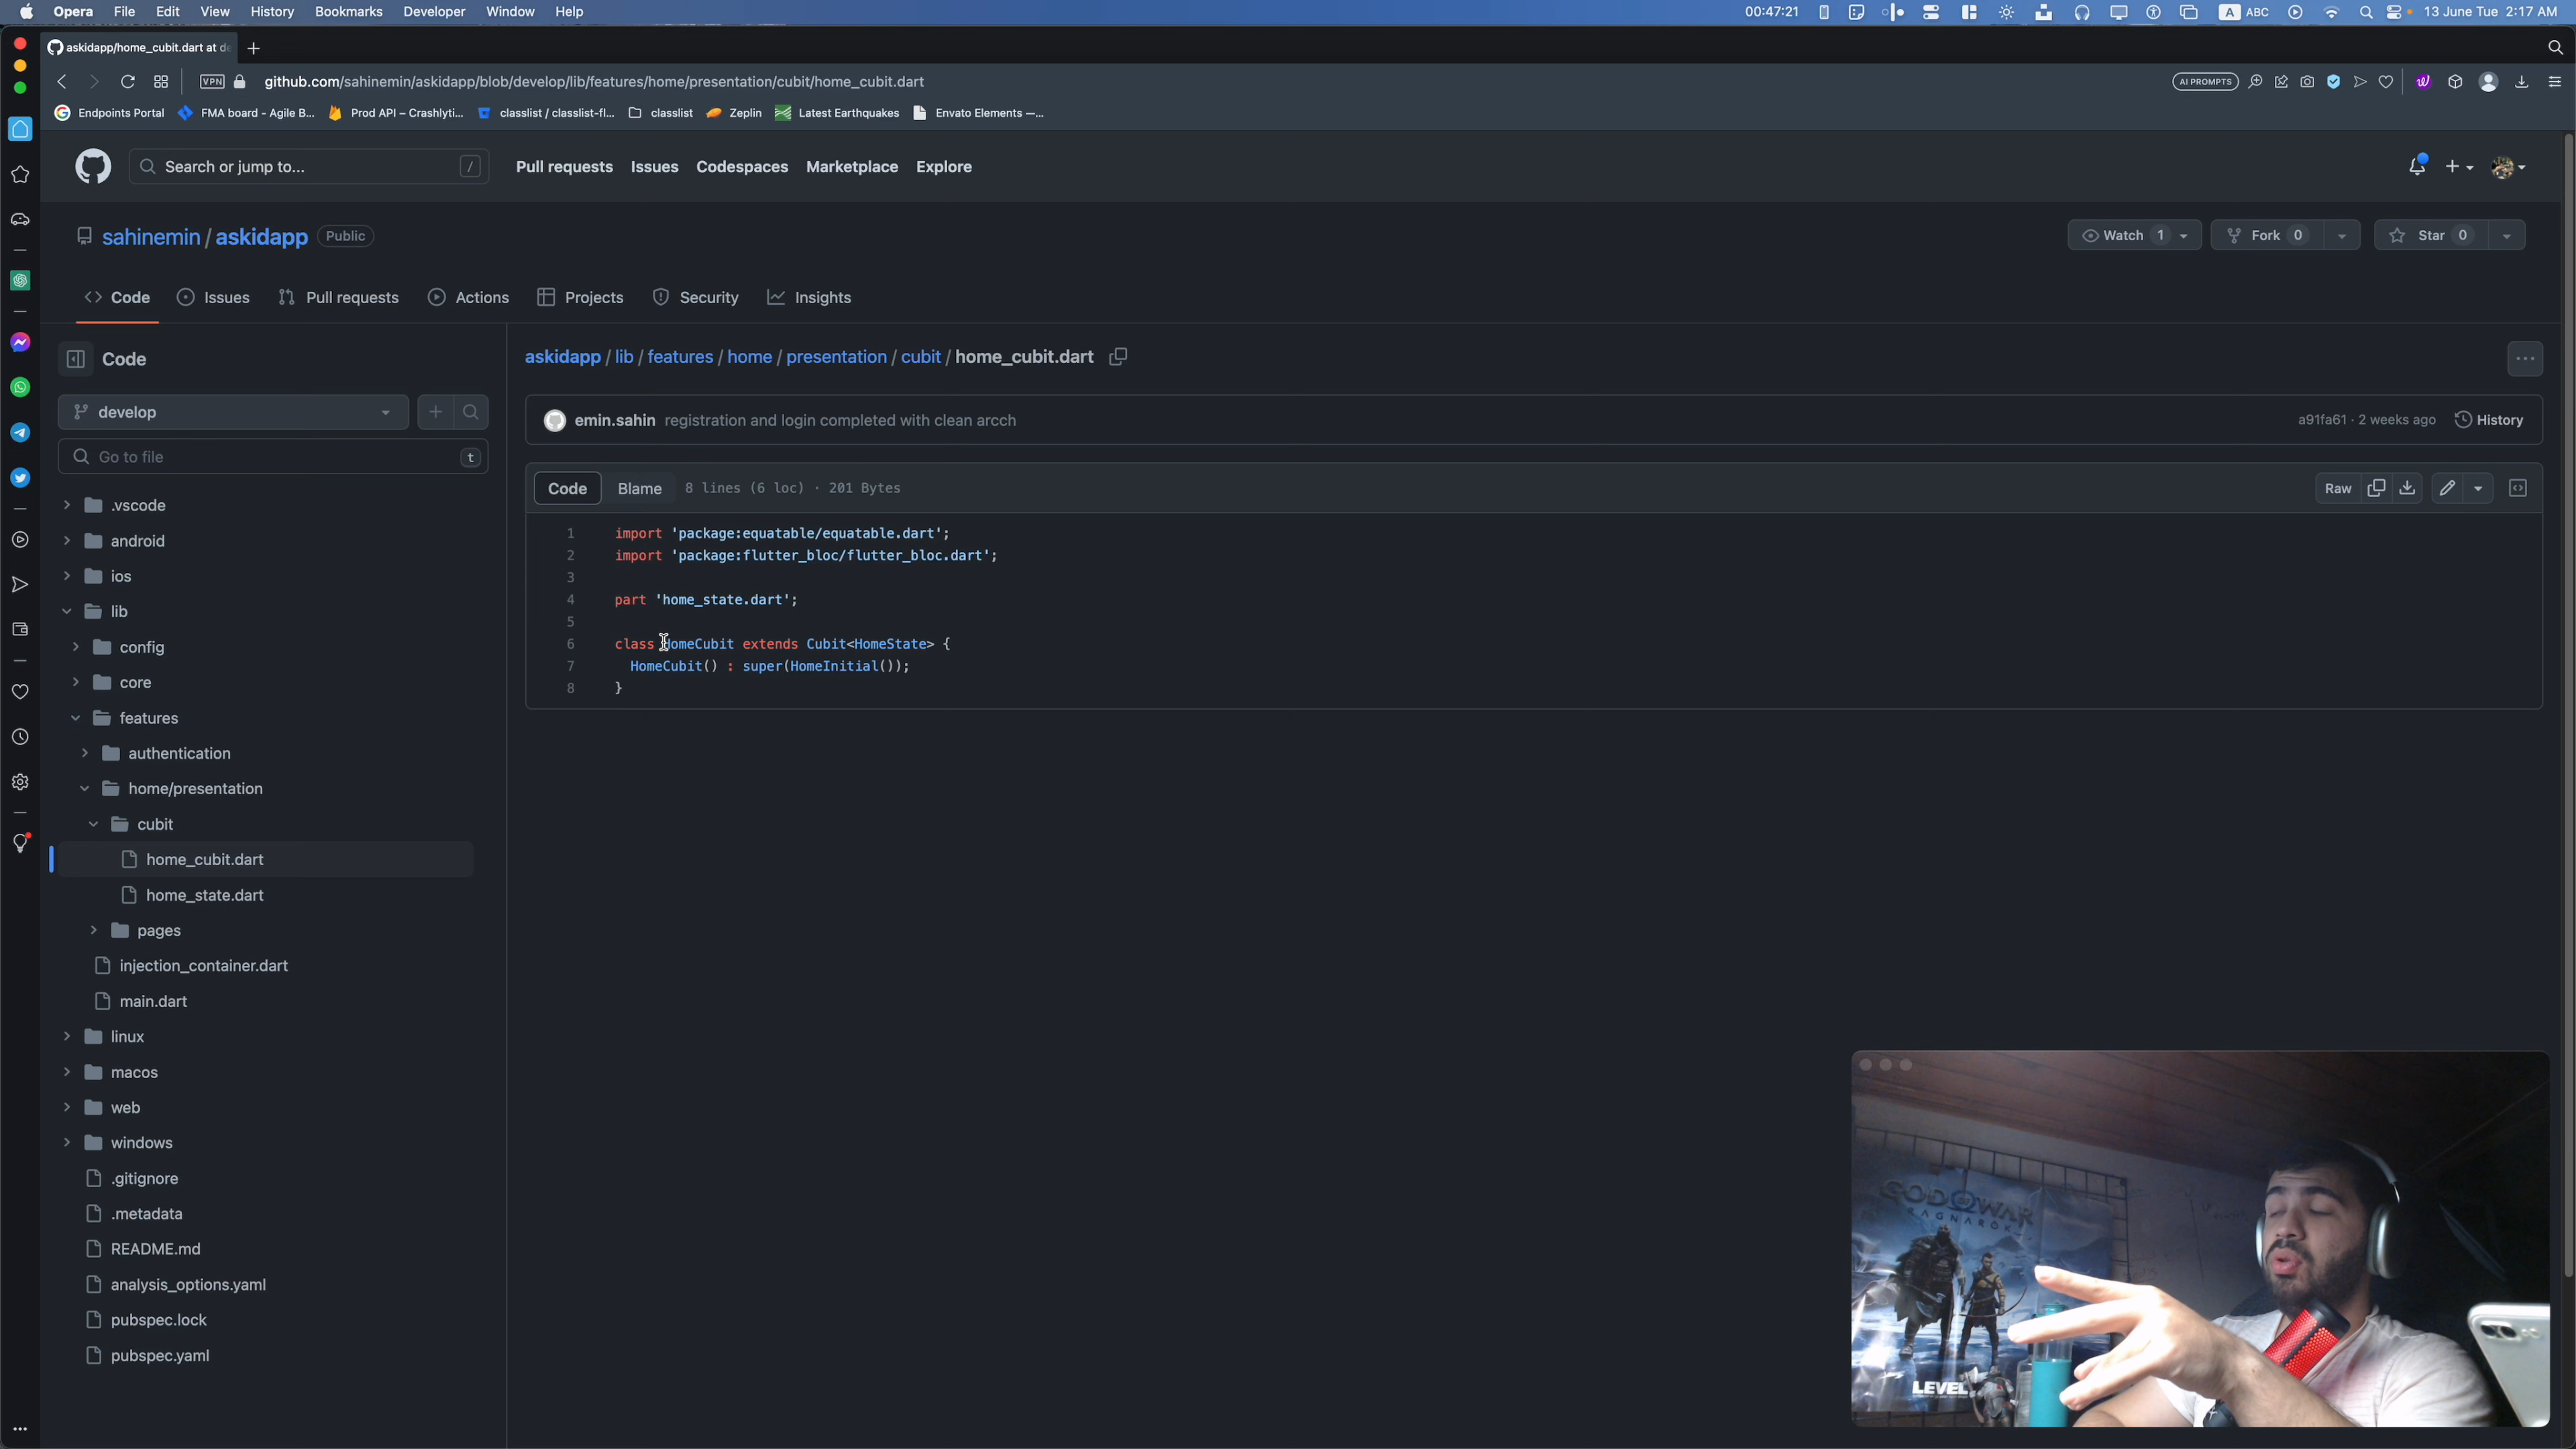 Opera File Edit View History Bookmarks Developer Window Help 00:47:21 A ABC 13 June Tue 2:17 AM
askidapp/home_cubit.dart at de
VPN github.com/sahinemin/askidapp/blob/develop/lib/features/home/presentation/cubit/home_cubit.dart AI PROMPTS
Endpoints Portal FMA board - Agile B... Prod API – Crashlyti... classlist / classlist-fl... classlist Zeplin Latest Earthquakes Envato Elements —...
Search or jump to... / Pull requests Issues Codespaces Marketplace Explore
sahinemin / askidapp Public Watch 1 Fork 0 Star 0
Code Issues Pull requests Actions Projects Security Insights
Code
askidapp / lib / features / home / presentation / cubit / home_cubit.dart
develop
emin.sahin registration and login completed with clean arcch a91fa61 · 2 weeks ago History
Go to file t
Code Blame 8 lines (6 loc) · 201 Bytes Raw
1 import 'package:equatable/equatable.dart';
2 import 'package:flutter_bloc/flutter_bloc.dart';
3
4 part 'home_state.dart';
5
6 class HomeCubit extends Cubit<HomeState> {
7 HomeCubit() : super(HomeInitial());
8 }
.vscode
android
ios
lib
config
core
features
authentication
home/presentation
cubit
home_cubit.dart
home_state.dart
pages
injection_container.dart
main.dart
linux
macos
web
windows
.gitignore
.metadata
README.md
analysis_options.yaml
pubspec.lock
pubspec.yaml
GOD OF WAR
RAGNARÖK
LEVEL